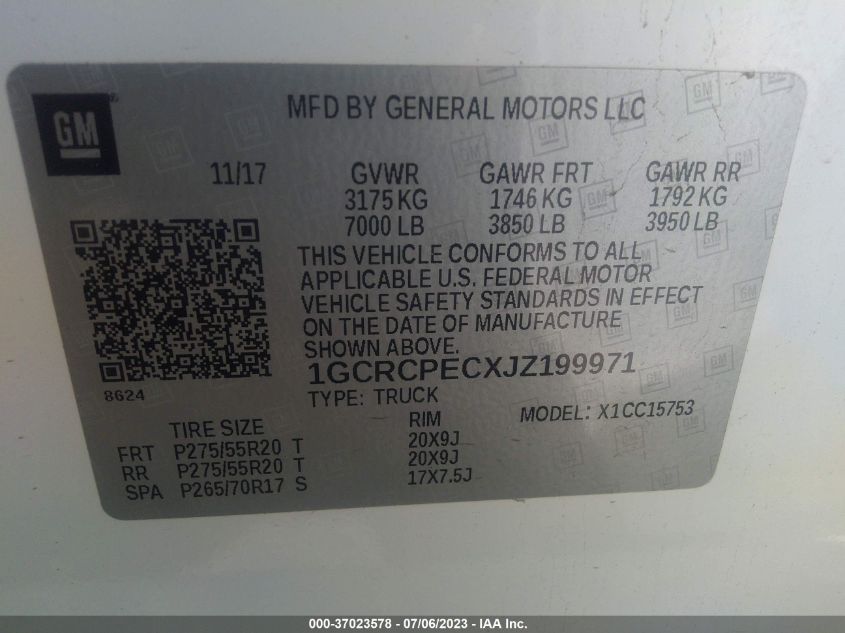 GM
MFD BY GENERAL MOTORS LLC
11/17 GVWR GAWR FRT GAWR RR
3175 KG 1746 KG 1792 KG
7000 LB 3850 LB 3950 LB
THIS VEHICLE CONFORMS TO ALL
APPLICABLE U.S. FEDERAL MOTOR
VEHICLE SAFETY STANDARDS IN EFFECT
ON THE DATE OF MANUFACTURE
SHOWN ABOVE.
1GCRCPECXJZ199971
8624
TYPE: TRUCK MODEL: X1CC15753
TIRE SIZE RIM
FRT P275/55R20 T 20X9J
RR P275/55R20 T 20X9J
SPA P265/70R17 S 17X7.5J
000-37023578 - 07/06/2023 - IAA Inc.